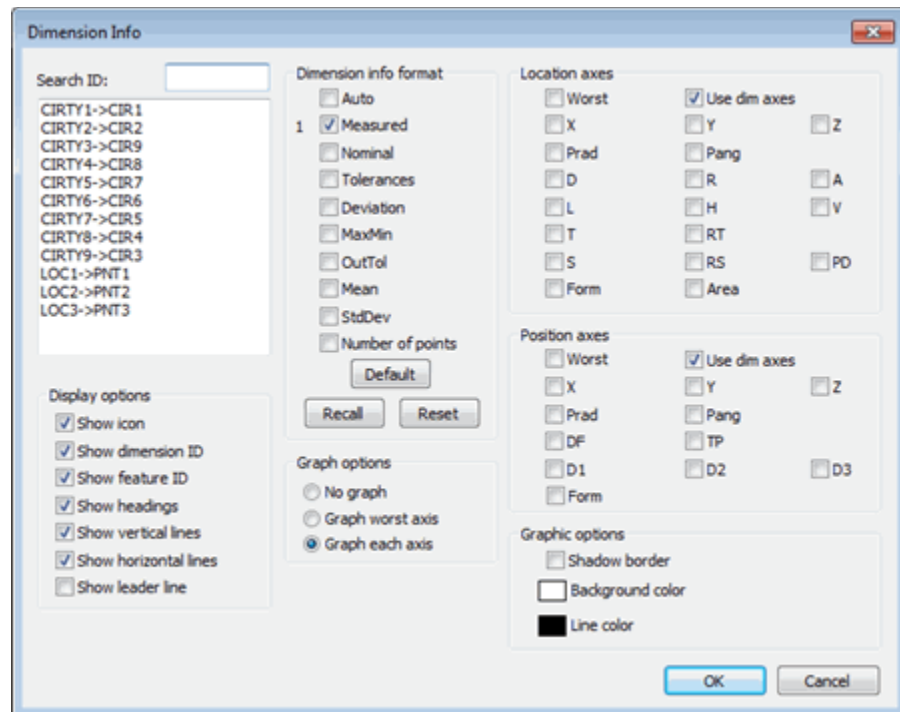 Dimension Info
Search ID:
CIRTY1->CIR1
CIRTY2->CIR2
CIRTY3->CIR9
CIRTY4->CIR8
CIRTY5->CIR7
CIRTY6->CIR6
CIRTY7->CIR5
CIRTY8->CIR4
CIRTY9->CIR3
LOC1->PNT1
LOC2->PNT2
LOC3->PNT3
Display options
Show icon
Show dimension ID
Show feature ID
Show headings
Show vertical lines
Show horizontal lines
Show leader line
Dimension info format
Auto
1 Measured
Nominal
Tolerances
Deviation
MaxMin
OutTol
Mean
StdDev
Number of points
Default
Recall Reset
Graph options
No graph
Graph worst axis
Graph each axis
Location axes
Worst Use dim axes
X Y Z
Prad Pang
D R A
L H V
T RT
S RS PD
Form Area
Position axes
Worst Use dim axes
X Y Z
Prad Pang
DF TP
D1 D2 D3
Form
Graphic options
Shadow border
Background color
Line color
OK Cancel